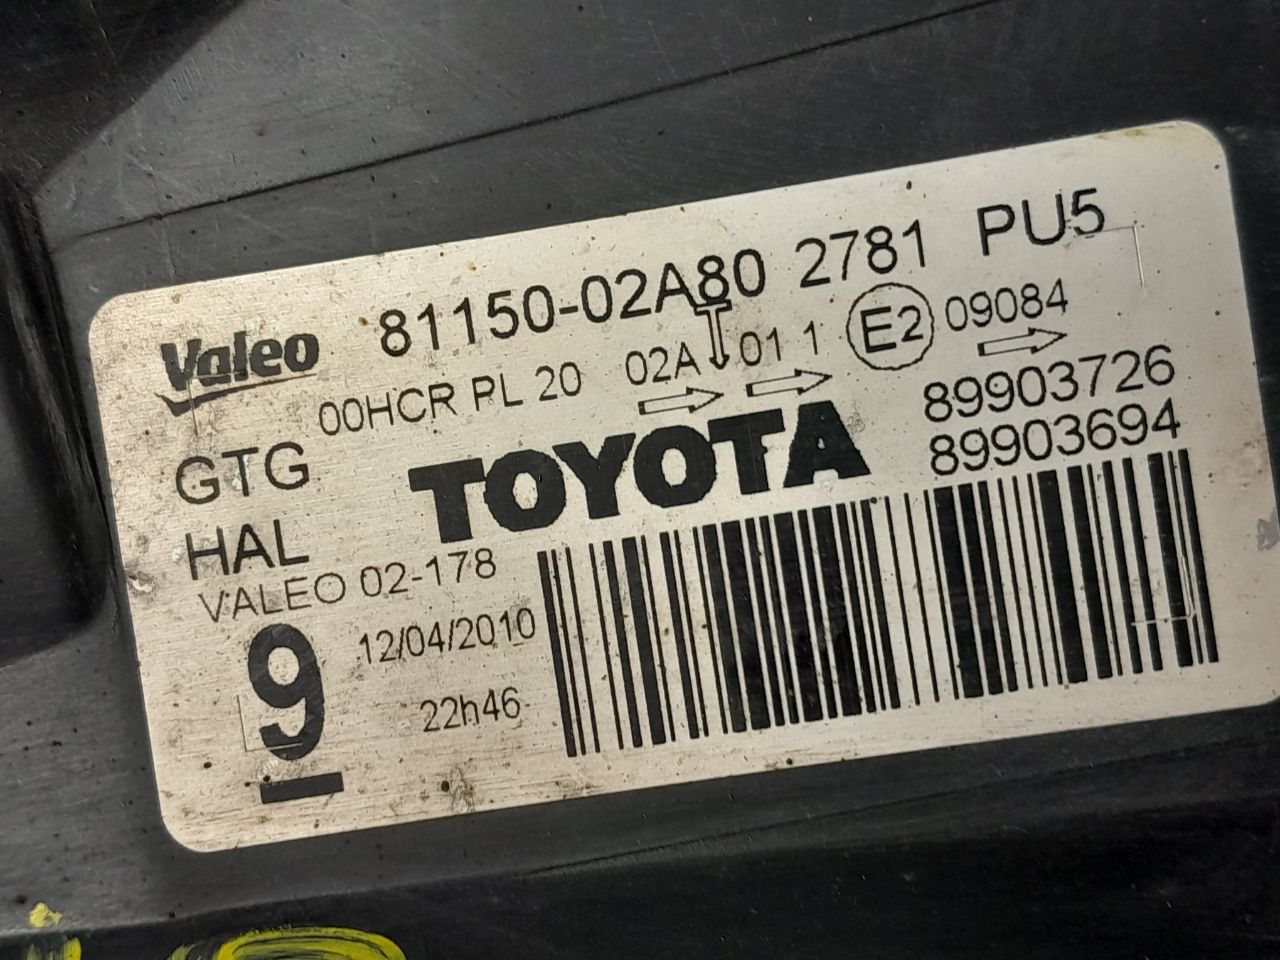 Valeo 81150-02A80 2781 PU5
00HCR PL 20 02A 01 1 E2 09084
GTG TOYOTA 89903726
89903694
HAL
VALEO 02-178
9 12/04/2010
22h46